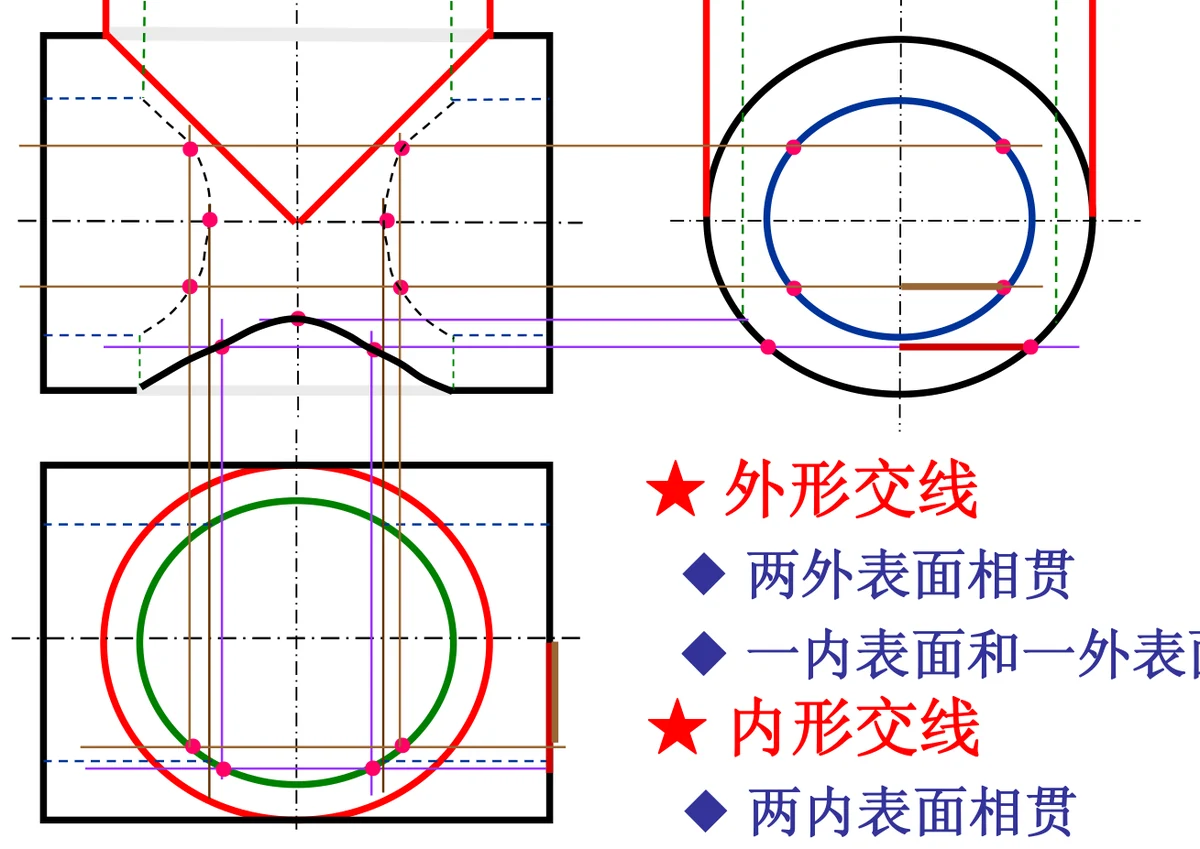 ★ 外形交线
◆ 两外表面相贯
◆ 一内表面和一外表
★ 内形交线
◆ 两内表面相贯